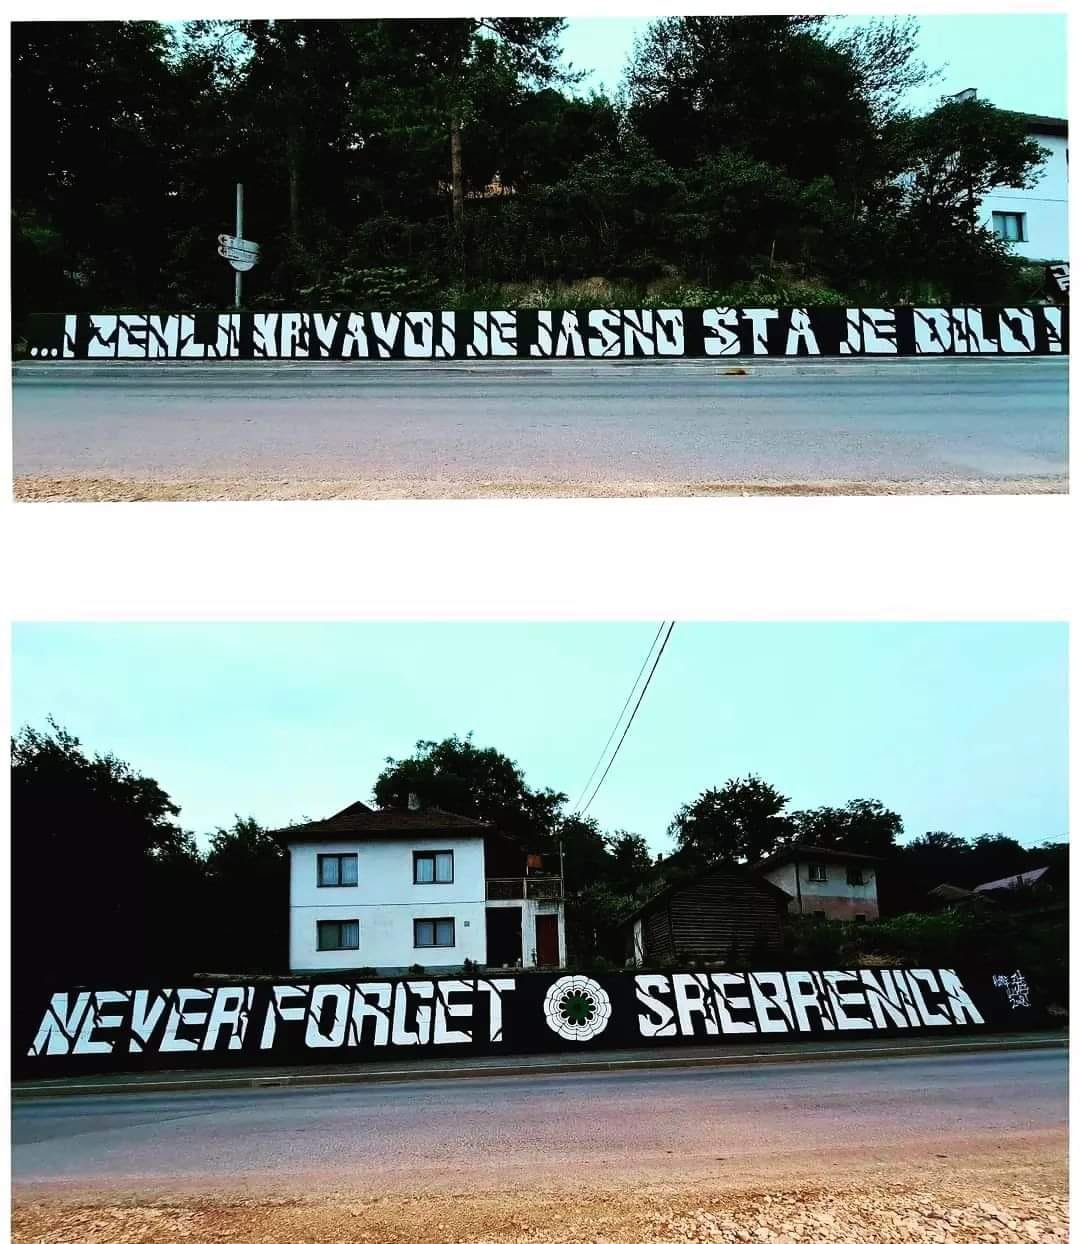 ...I ZEMLJI KRVAVOJ JE JASNO ŠTA JE BILO!
NEVER FORGET SREBRENICA